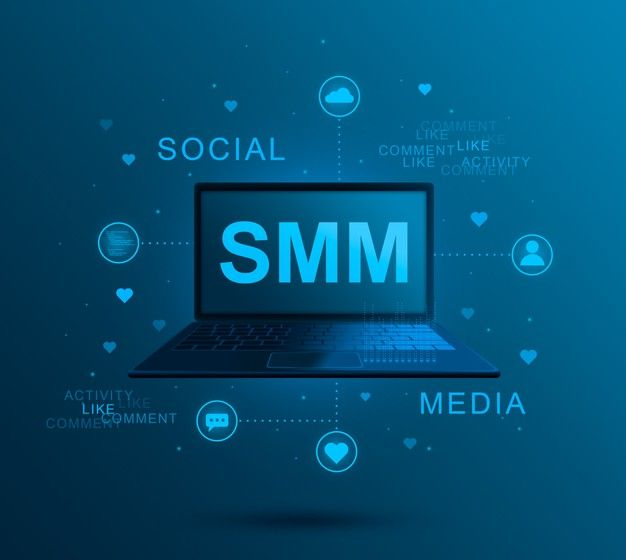 SOCIAL
COMMENT
LIKE
LIKE
COMMENT
LIKE
ACTIVITY
COMMENT
SMM
ACTIVITY
LIKE
LIKE
COMMENT
COMMENT
MEDIA